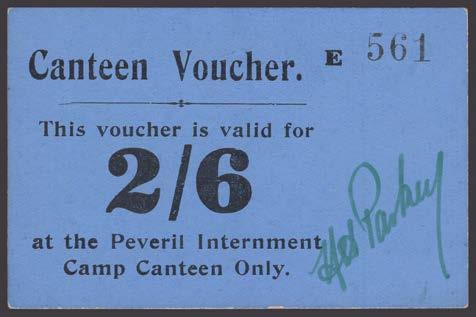 Canteen Voucher. E 561
This voucher is valid for
2/6
at the Peveril Internment
Camp Canteen Only.